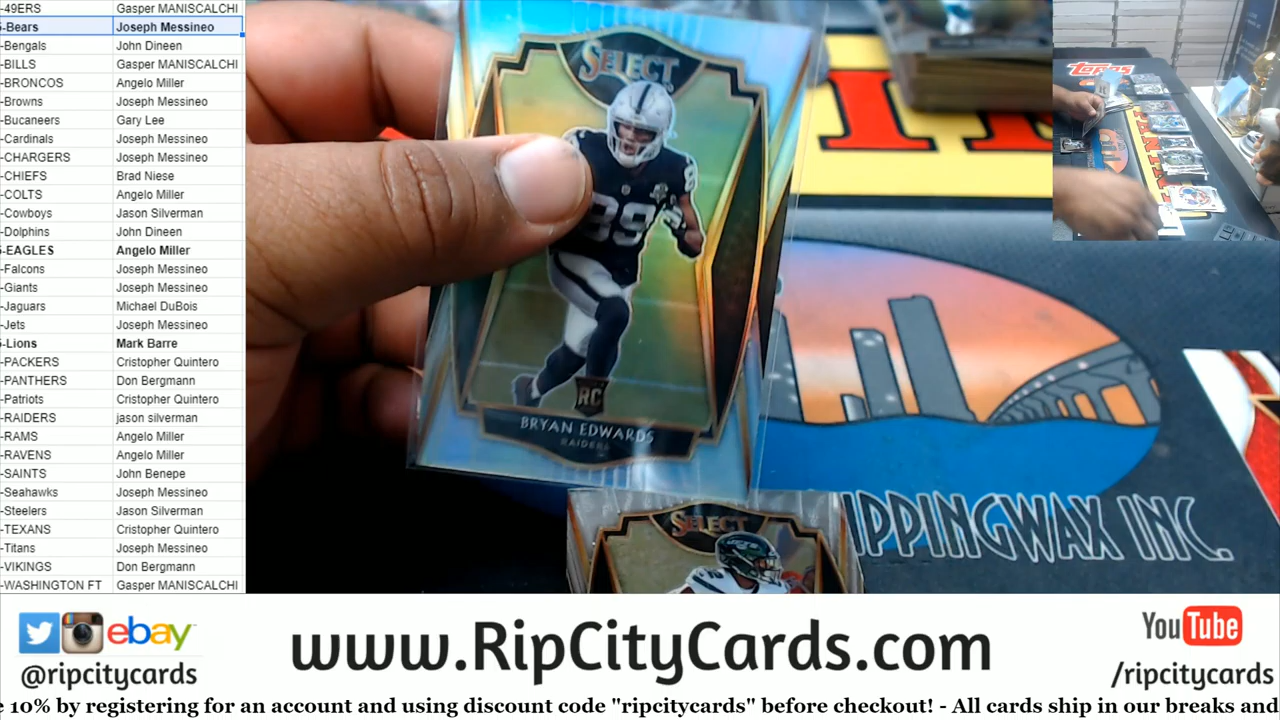 -49ERS Gasper MANISCALCHI
-Bears Joseph Messineo
-Bengals John Dineen
-BILLS Gasper MANISCALCHI
-BRONCOS Angelo Miller
-Browns Joseph Messineo
-Bucaneers Gary Lee
-Cardinals Joseph Messineo
-CHARGERS Joseph Messineo
-CHIEFS Brad Niese
-COLTS Angelo Miller
-Cowboys Jason Silverman
-Dolphins John Dineen
-EAGLES Angelo Miller
-Falcons Joseph Messineo
-Giants Joseph Messineo
-Jaguars Michael DuBois
-Jets Joseph Messineo
-Lions Mark Barre
-PACKERS Cristopher Quintero
-PANTHERS Don Bergmann
-Patriots Cristopher Quintero
-RAIDERS jason silverman
-RAMS Angelo Miller
-RAVENS Angelo Miller
-SAINTS John Benepe
-Seahawks Joseph Messineo
-Steelers Jason Silverman
-TEXANS Cristopher Quintero
-Titans Joseph Messineo
-VIKINGS Don Bergmann
-WASHINGTON FT Gasper MANISCALCHI
SELECT
89
RC
BRYAN EDWARDS
RAIDERS
SELECT
JETS
IPPINGWAX INC.
Topps
PANINI
ebay
@ripcitycards
www.RipCityCards.com
YouTube
/ripcitycards
e 10% by registering for an account and using discount code "ripcitycards" before checkout! - All cards ship in our breaks and